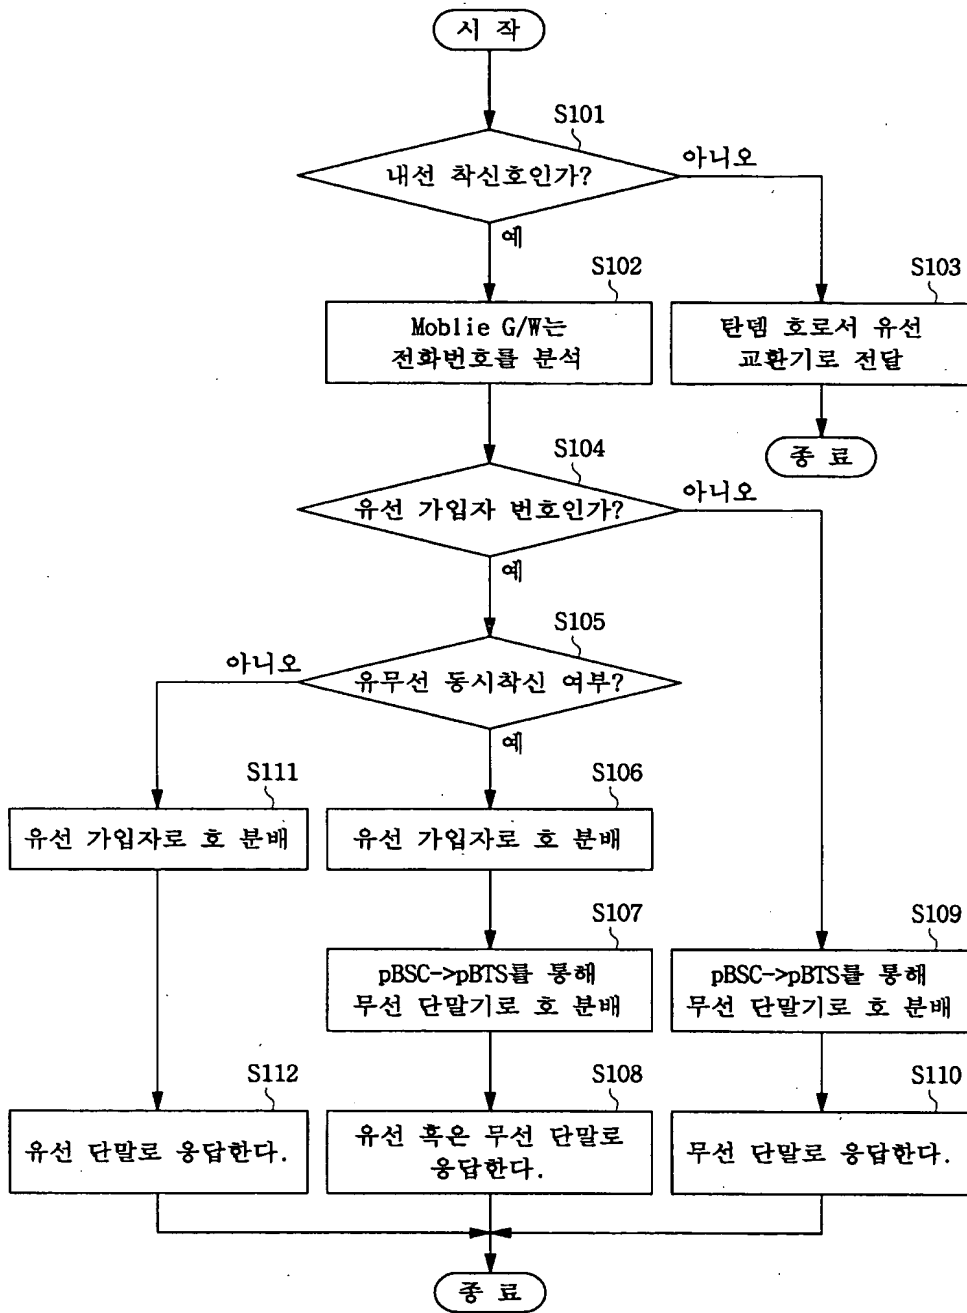 시 작
S101
내선 착신호인가?
아니오
예
S102
Moblie G/W는
전화번호를 분석
S103
탄뎀 호로서 유선
교환기로 전달
종 료
S104
유선 가입자 번호인가?
아니오
예
S105
유무선 동시착신 여부?
아니오
예
S111
유선 가입자로 호 분배
S106
유선 가입자로 호 분배
S107
pBSC->pBTS를 통해
무선 단말기로 호 분배
S109
pBSC->pBTS를 통해
무선 단말기로 호 분배
S112
유선 단말로 응답한다.
S108
유선 혹은 무선 단말로
응답한다.
S110
무선 단말로 응답한다.
종 료